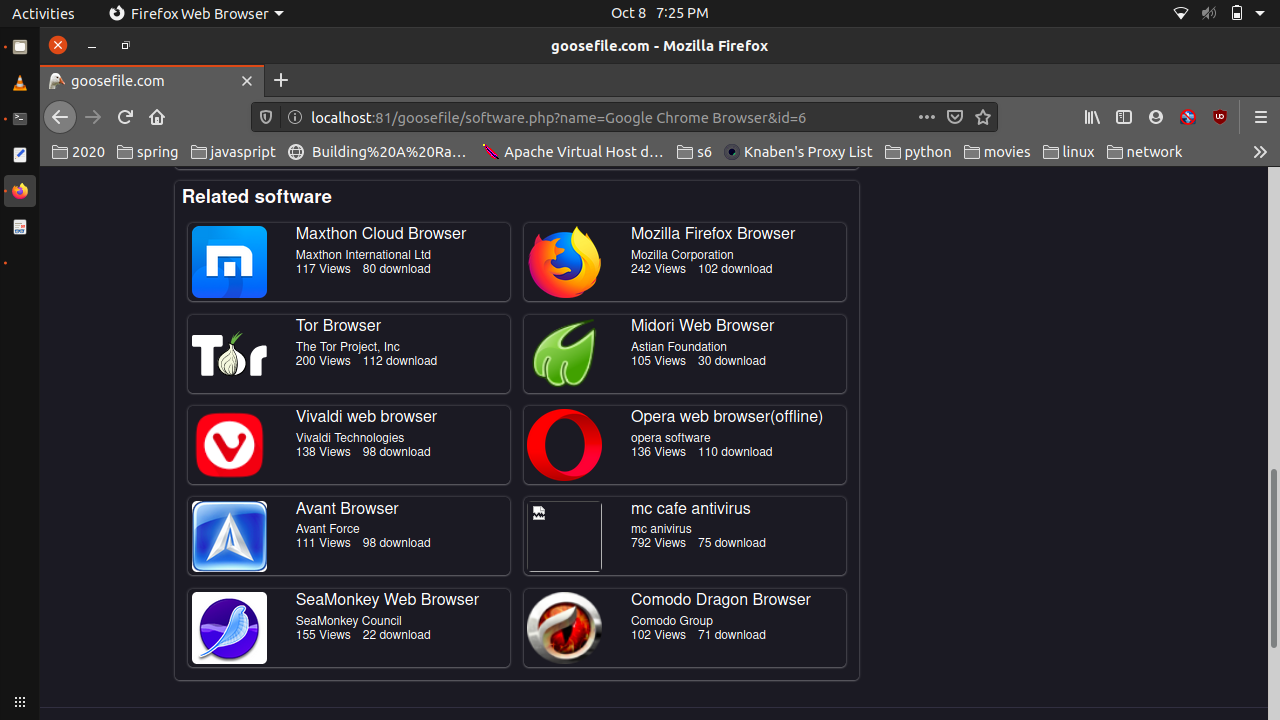 Activities Firefox Web Browser Oct 8 7:25 PM
goosefile.com - Mozilla Firefox
goosefile.com
localhost:81/goosefile/software.php?name=Google Chrome Browser&id=6
2020 spring javasript Building%20A%20Ra… Apache Virtual Host d… s6 Knaben's Proxy List python movies linux network
Related software
Maxthon Cloud Browser
Maxthon International Ltd
117 Views 80 download
Mozilla Firefox Browser
Mozilla Corporation
242 Views 102 download
Tor
Tor Browser
The Tor Project, Inc
200 Views 112 download
Midori Web Browser
Astian Foundation
105 Views 30 download
Vivaldi web browser
Vivaldi Technologies
138 Views 98 download
Opera web browser(offline)
opera software
136 Views 110 download
Avant Browser
Avant Force
111 Views 98 download
mc cafe antivirus
mc anivirus
792 Views 75 download
SeaMonkey Web Browser
SeaMonkey Council
155 Views 22 download
Comodo Dragon Browser
Comodo Group
102 Views 71 download